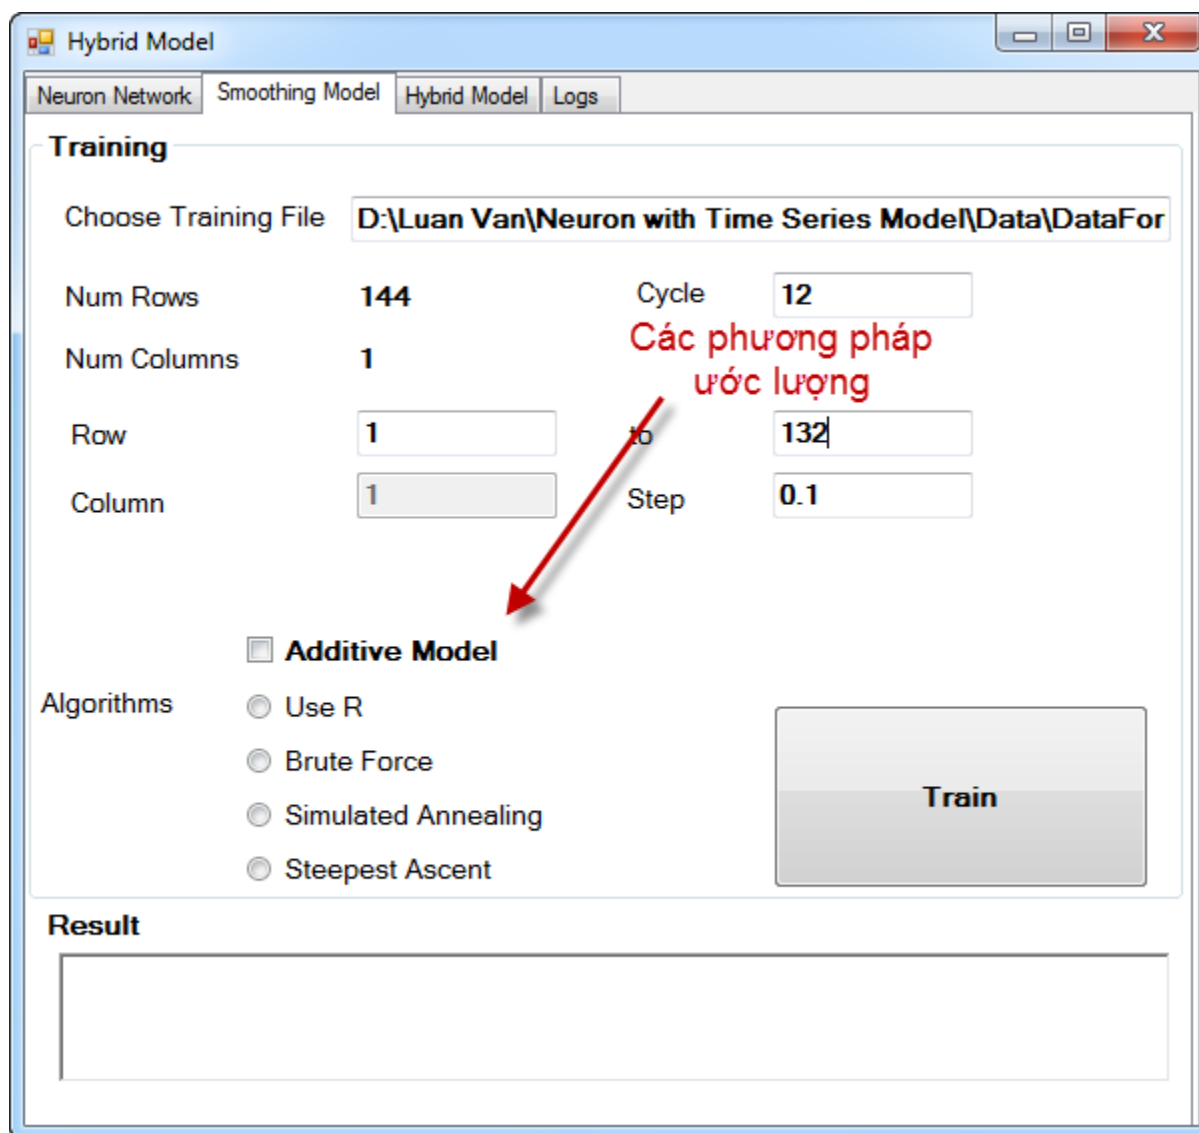 Hybrid Model
Neuron Network Smoothing Model Hybrid Model Logs
Training
Choose Training File D:\Luan Van\Neuron with Time Series Model\Data\DataFor
Num Rows 144 Cycle 12
Các phương pháp
ước lượng
Num Columns 1
Row 1 to 132
Column 1 Step 0.1
Additive Model
Algorithms Use R
Brute Force
Simulated Annealing
Steepest Ascent
Train
Result